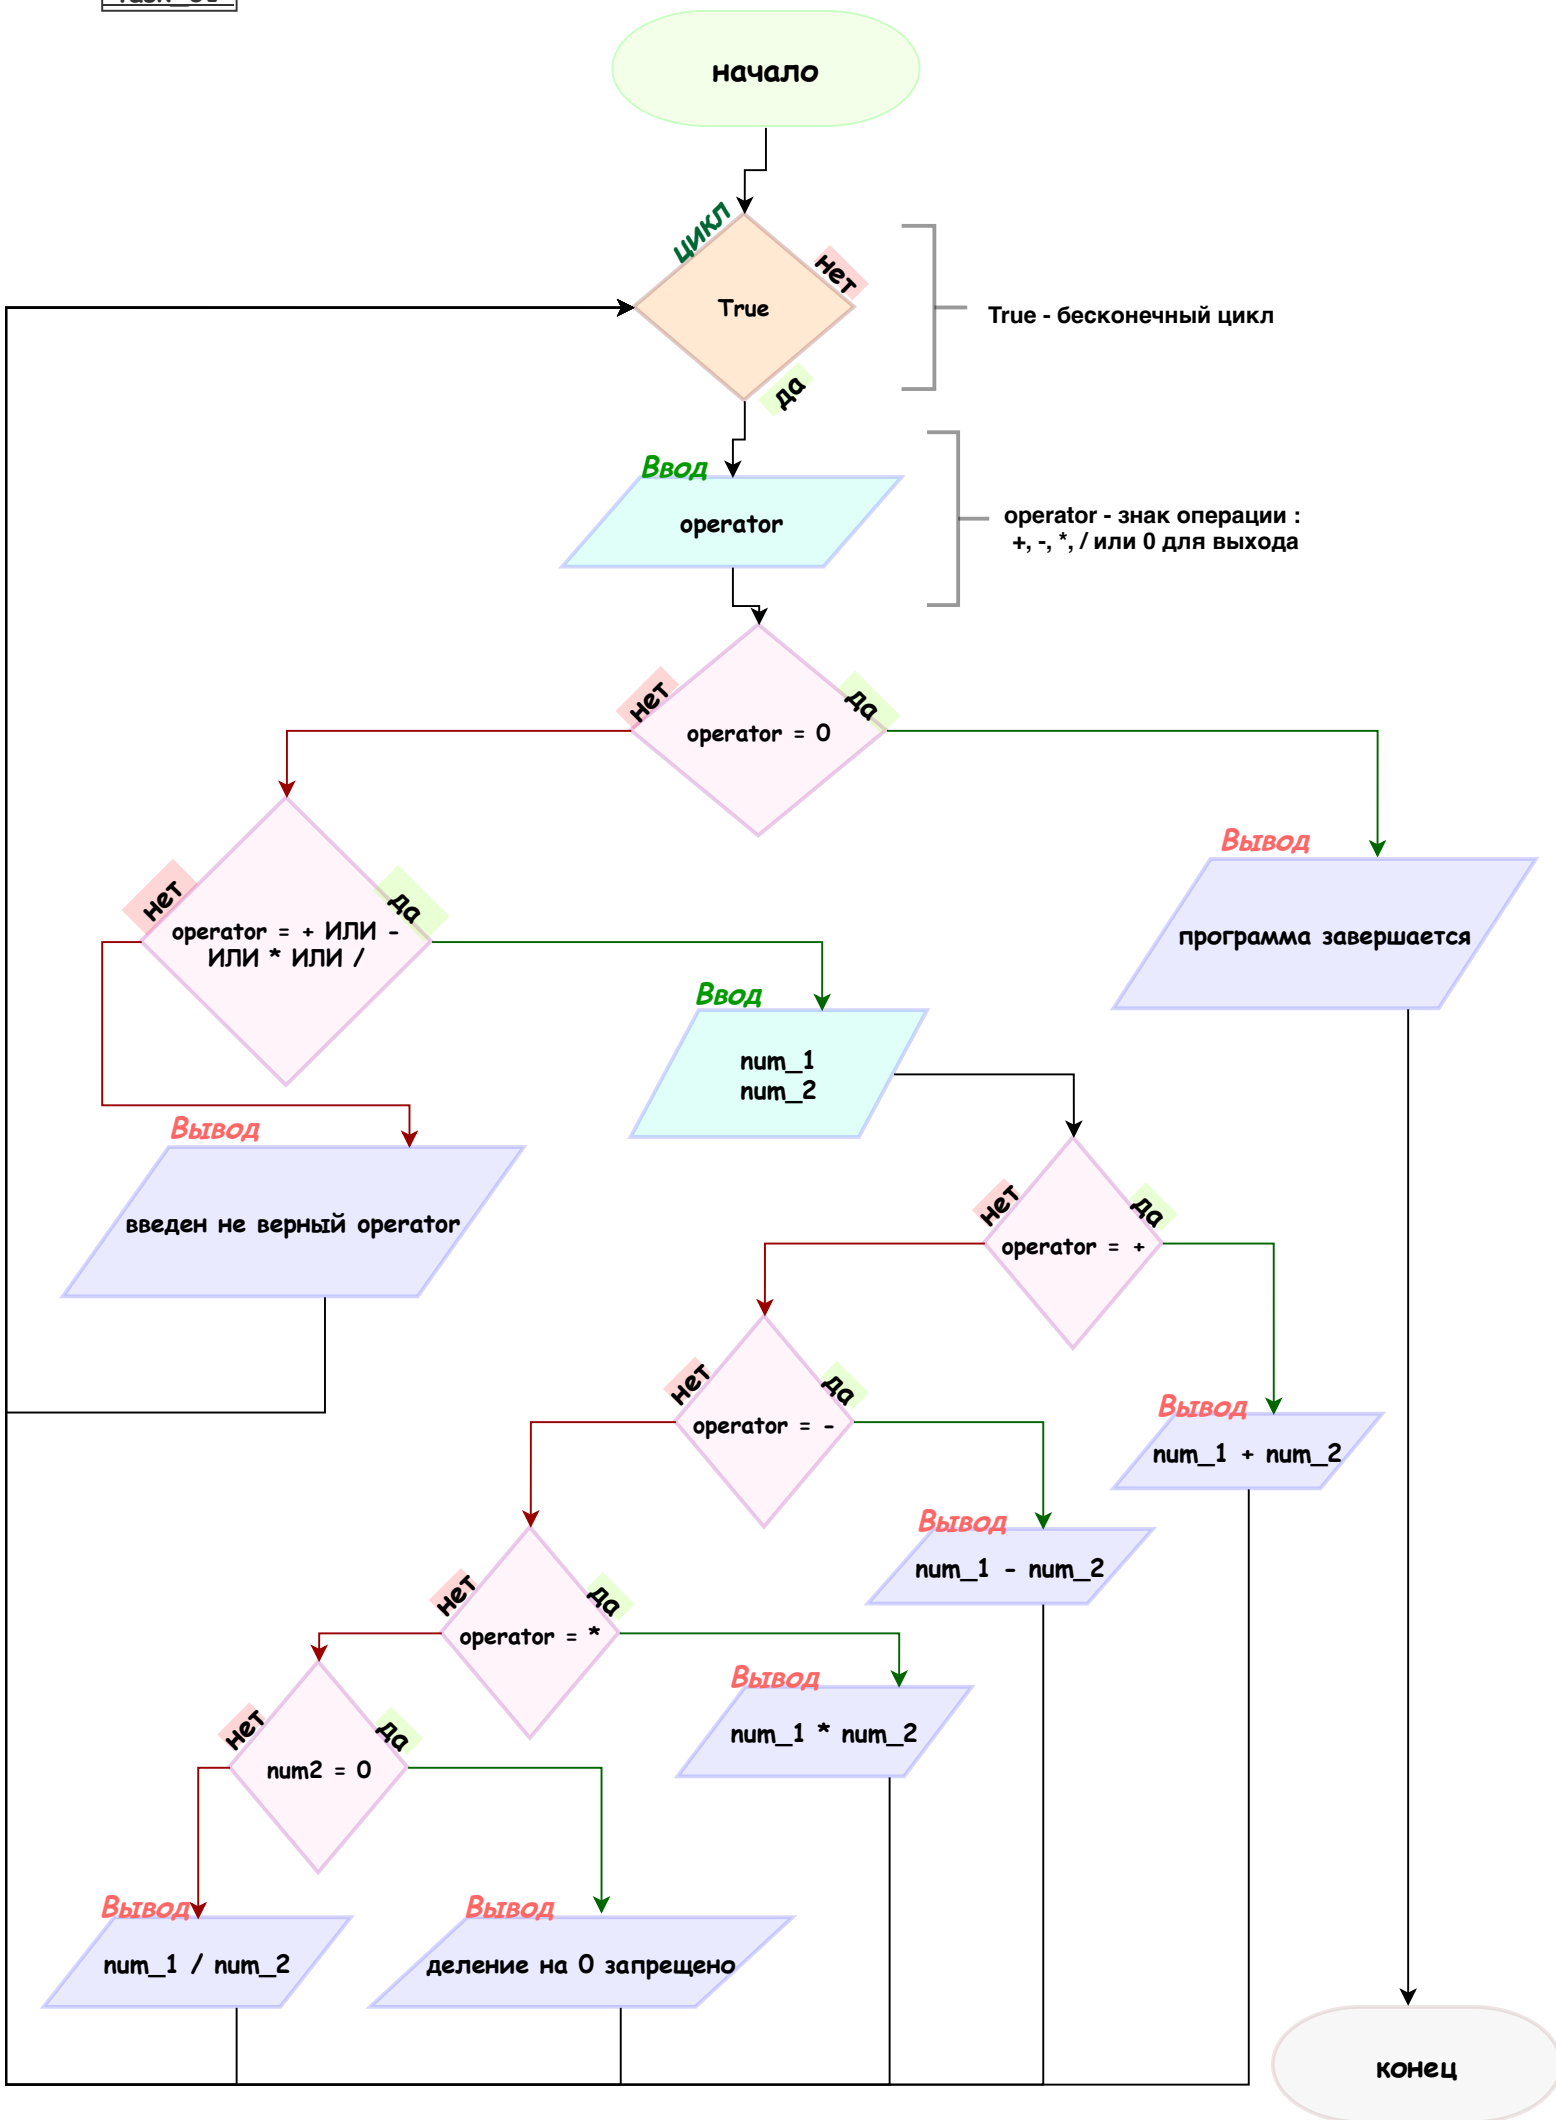 начало
цикл
нет
True
True - бесконечный цикл
да
Ввод
operator
operator - знак операции :
+, -, *, / или 0 для выхода
нет
да
operator = 0
Вывод
программа завершается
нет
да
operator = + ИЛИ -
ИЛИ * ИЛИ /
Ввод
num_1
num_2
Вывод
введен не верный operator
нет
да
operator = +
нет
да
operator = -
Вывод
num_1 + num_2
Вывод
num_1 - num_2
нет
да
operator = *
Вывод
num_1 * num_2
нет
да
num2 = 0
Вывод
num_1 / num_2
Вывод
деление на 0 запрещено
конец